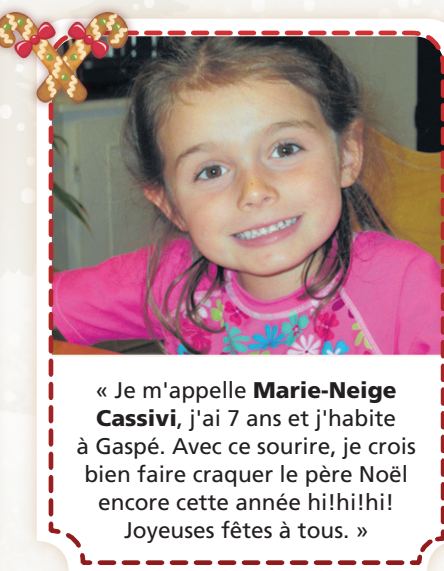 « Je m'appelle Marie-Neige
Cassivi, j'ai 7 ans et j'habite
à Gaspé. Avec ce sourire, je crois
bien faire craquer le père Noël
encore cette année hi!hi!hi!
Joyeuses fêtes à tous. »